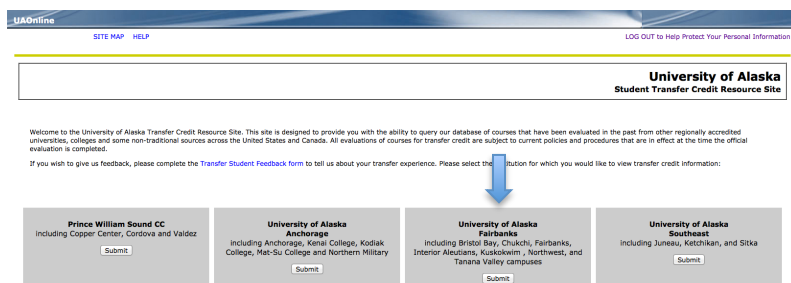 UAOnline
SITE MAP HELP
LOG OUT to Help Protect Your Personal Information
University of Alaska
Student Transfer Credit Resource Site
Welcome to the University of Alaska Transfer Credit Resource Site. This site is designed to provide you with the ability to query our database of courses that have been evaluated in the past from other regionally accredited
universities, colleges and some non-traditional sources across the United States and Canada. All evaluations of courses for transfer credit are subject to current policies and procedures that are in effect at the time the official
evaluation is completed.
If you wish to give us feedback, please complete the Transfer Student Feedback form to tell us about your transfer experience. Please select the tution for which you would like to view transfer credit information:
Prince William Sound CC
including Copper Center, Cordova and Valdez
Submit
University of Alaska
Anchorage
including Anchorage, Kenai College, Kodiak
College, Mat-Su College and Northern Military
Submit
University of Alaska
Fairbanks
including Bristol Bay, Chukchi, Fairbanks,
Interior Aleutians, Kuskokwim , Northwest, and
Tanana Valley campuses
Submit
University of Alaska
Southeast
including Juneau, Ketchikan, and Sitka
Submit